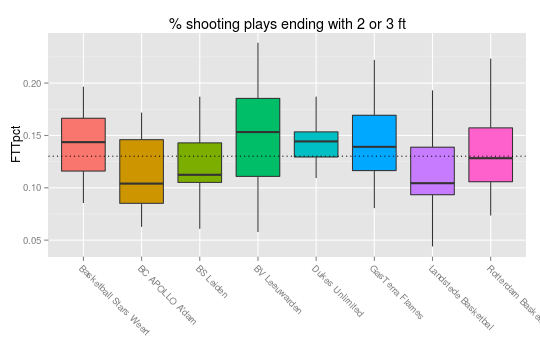 % shooting plays ending with 2 or 3 ft
FTTpct
0.20
0.15
0.10
0.05
Basketball Stars Weert
BC APOLLO A'dam
BS Leiden
BV Leeuwarden
Dukes Unlimited
GasTerra Flames
Landstede Basketbal
Rotterdam Baske